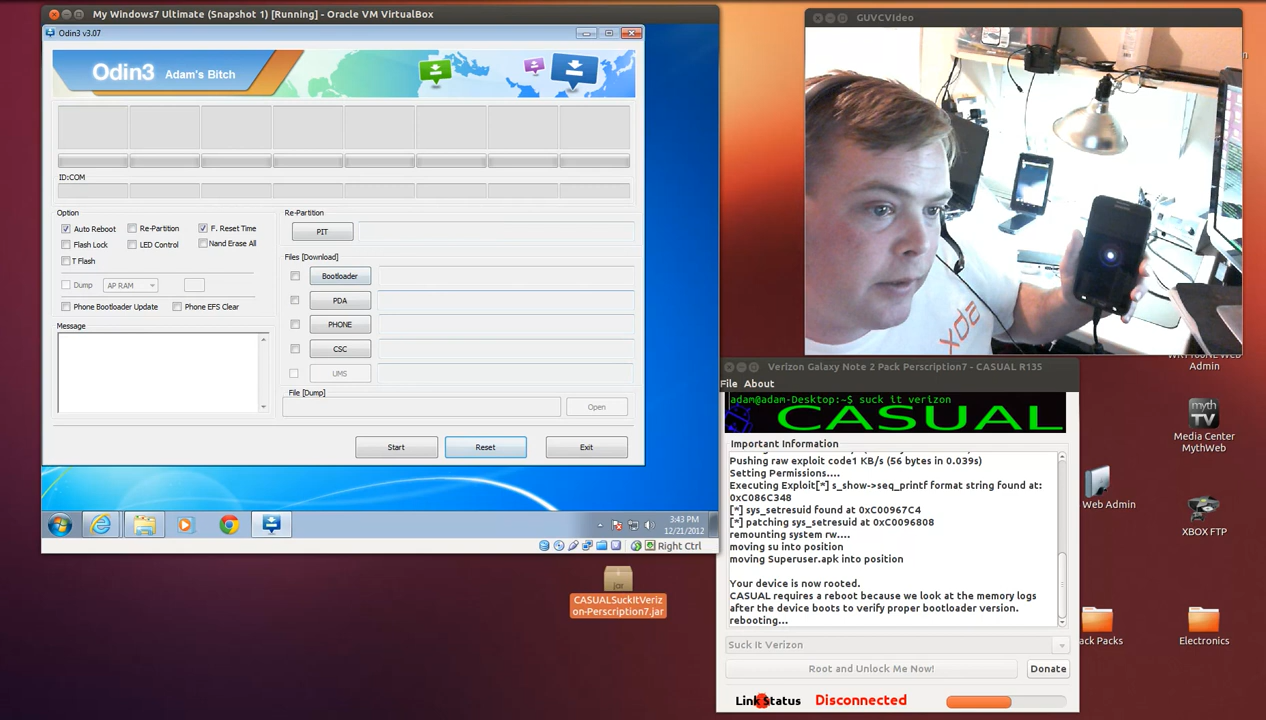 My Windows7 Ultimate (Snapshot 1) [Running] - Oracle VM VirtualBox
Odin3 v3.07
Odin3 Adam's Bitch
ID:COM
Option
Auto Reboot
Re-Partition
F. Reset Time
Flash Lock
LED Control
Nand Erase All
T Flash
Dump
AP RAM
Phone Bootloader Update
Phone EFS Clear
Message
Re-Partition
PIT
Files [Download]
Bootloader
PDA
PHONE
CSC
UMS
File [Dump]
Open
Start
Reset
Exit
3:43 PM
12/21/2012
Right Ctrl
jar
CASUALSuckItVeriz
on-Perscription7.jar
GUVCVideo
xda
Verizon Galaxy Note 2 Pack Perscription7 - CASUAL R135
File About
adam@adam-Desktop:~$ suck it verizon
CASUAL
Important Information
Pushing raw exploit code1 KB/s (56 bytes in 0.039s)
Setting Permissions....
Executing Exploit[*] s_show->seq_printf format string found at:
0xC086C348
[*] sys_setresuid found at 0xC00967C4
[*] patching sys_setresuid at 0xC0096808
remounting system rw....
moving su into position
moving Superuser.apk into position
Your device is now rooted.
CASUAL requires a reboot because we look at the memory logs
after the device boots to verify proper bootloader version.
rebooting...
Suck It Verizon
Root and Unlock Me Now!
Donate
Link Status
Disconnected
Admin
myth
TV
Media Center
MythWeb
Web Admin
XBOX FTP
ack Packs
Electronics